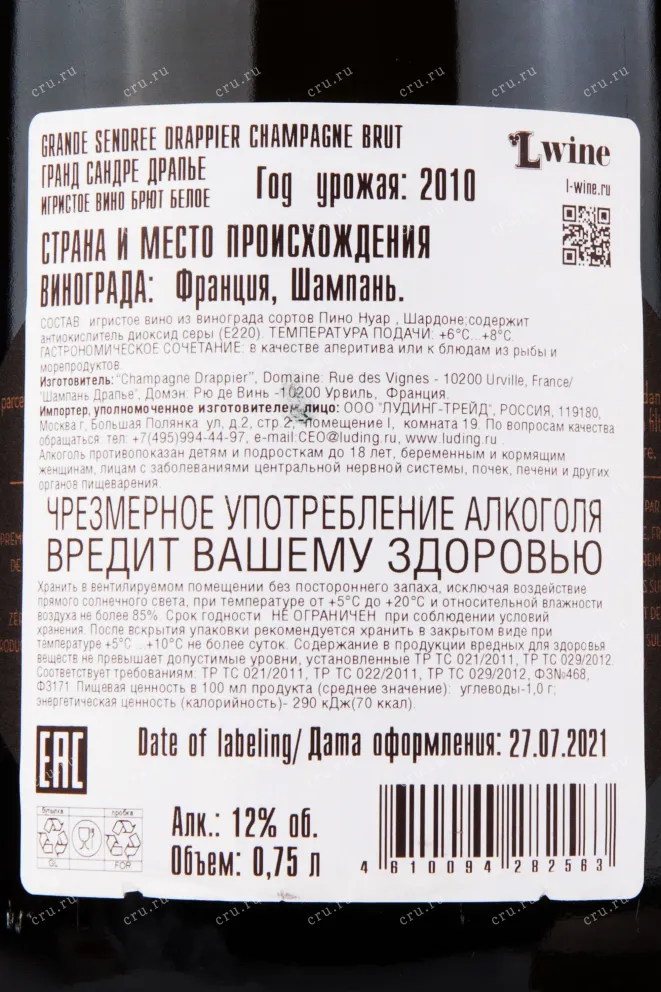 GRANDE SENDREE DRAPPIER CHAMPAGNE BRUT
ГРАНД САНДРЕ ДРАПЬЕ
ИГРИСТОЕ ВИНО БРЮТ БЕЛОЕ
Год урожая: 2010
Lwine
l-wine.ru
СТРАНА И МЕСТО ПРОИСХОЖДЕНИЯ
ВИНОГРАДА: Франция, Шампань.
СОСТАВ: игристое вино из винограда сортов Пино Нуар , Шардоне;содержит
антиокислитель диоксид серы (Е220). ТЕМПЕРАТУРА ПОДАЧИ: +6°С...+8°С.
ГАСТРОНОМИЧЕСКОЕ СОЧЕТАНИЕ: в качестве аперитива или к блюдам из рыбы и
морепродуктов.
Изготовитель:"Champagne Drappier", Domaine: Rue des Vignes - 10200 Urville, France/
"Шампань Драпье", Домэн: Рю де Винь -10200 Урвиль, Франция.
Импортер, уполномоченное изготовителем лицо: ООО "ЛУДИНГ-ТРЕЙД", РОССИЯ, 119180,
Москва г, Большая Полянка ул, д.2, стр.2, помещение I, комната 19. По вопросам качества
обращаться тел: +7(495)994-44-97, e-mail:CEO@luding.ru, www.luding.ru .
Алкоголь противопоказан детям и подросткам до 18 лет, беременным и кормящим
женщинам, лицам с заболеваниями центральной нервной системы, почек, печени и других
органов пищеварения.
ЧРЕЗМЕРНОЕ УПОТРЕБЛЕНИЕ АЛКОГОЛЯ
ВРЕДИТ ВАШЕМУ ЗДОРОВЬЮ
Хранить в вентилируемом помещении без постороннего запаха, исключая воздействие
прямого солнечного света, при температуре от +5°С до +20°С и относительной влажности
воздуха не более 85%. Срок годности НЕ ОГРАНИЧЕН при соблюдении условий
хранения. После вскрытия упаковки рекомендуется хранить в закрытом виде при
температуре +5°С ...+10°С не более суток. Содержание в продукции вредных для здоровья
веществ не превышает допустимые уровни, установленные ТР ТС 021/2011, ТР ТС 029/2012.
Соответствует требованиям: ТР ТС 021/2011, ТР ТС 022/2011, ТР ТС 029/2012, ФЗ№468,
ФЗ171. Пищевая ценность в 100 мл продукта (среднее значение): углеводы-1,0 г;
энергетическая ценность (калорийность)- 290 кДж(70 ккал).
EAC
Date of labeling/ Дата оформления: 27.07.2021
бутылка
пробка
GL
FOR
Алк.: 12% об.
Объем: 0,75 л
4 610094 282563